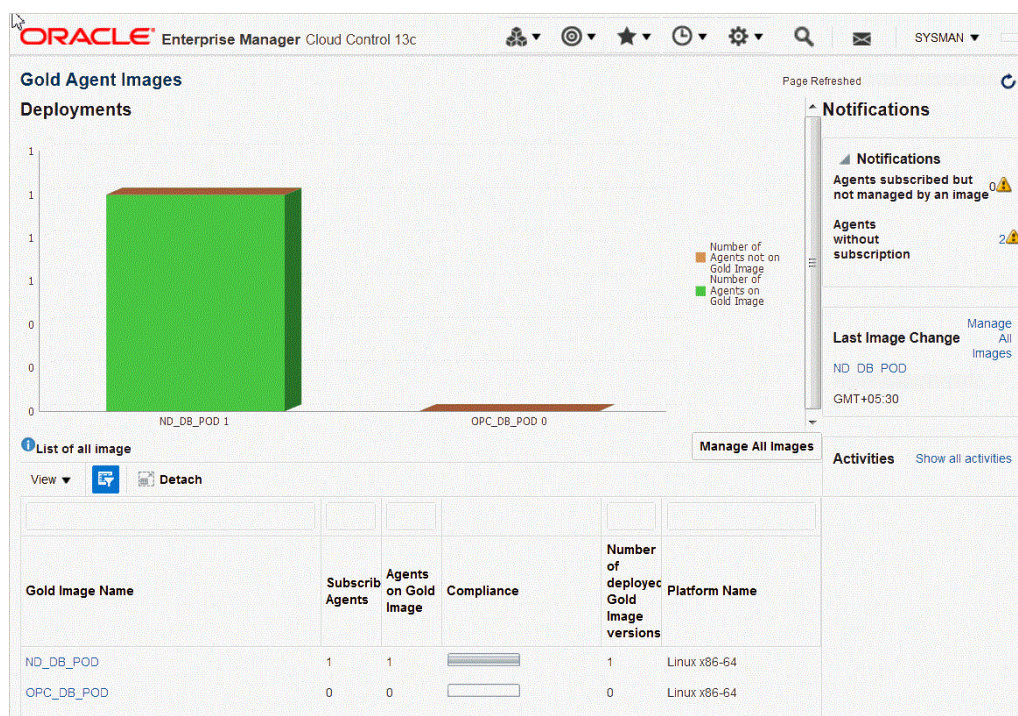 ORACLE Enterprise Manager Cloud Control 13c
SYSMAN
Gold Agent Images
Page Refreshed
Deployments
1
1
1
1
0
0
0
ND_DB_POD 1
OPC_DB_POD 0
Number of
Agents not on
Gold Image
Number of
Agents on
Gold Image
Notifications
Notifications
Agents subscribed but
not managed by an image
0
Agents
without
subscription
2
Last Image Change
Manage
All
Images
ND DB POD
GMT+05:30
Activities
Show all activities
List of all image
Manage All Images
View
Detach
Gold Image Name
Subscrib
Agents
Agents
on Gold
Image
Compliance
Number
of
deployec
Gold
Image
versions
Platform Name
ND_DB_POD 1 1 1 Linux x86-64
OPC_DB_POD 0 0 0 Linux x86-64